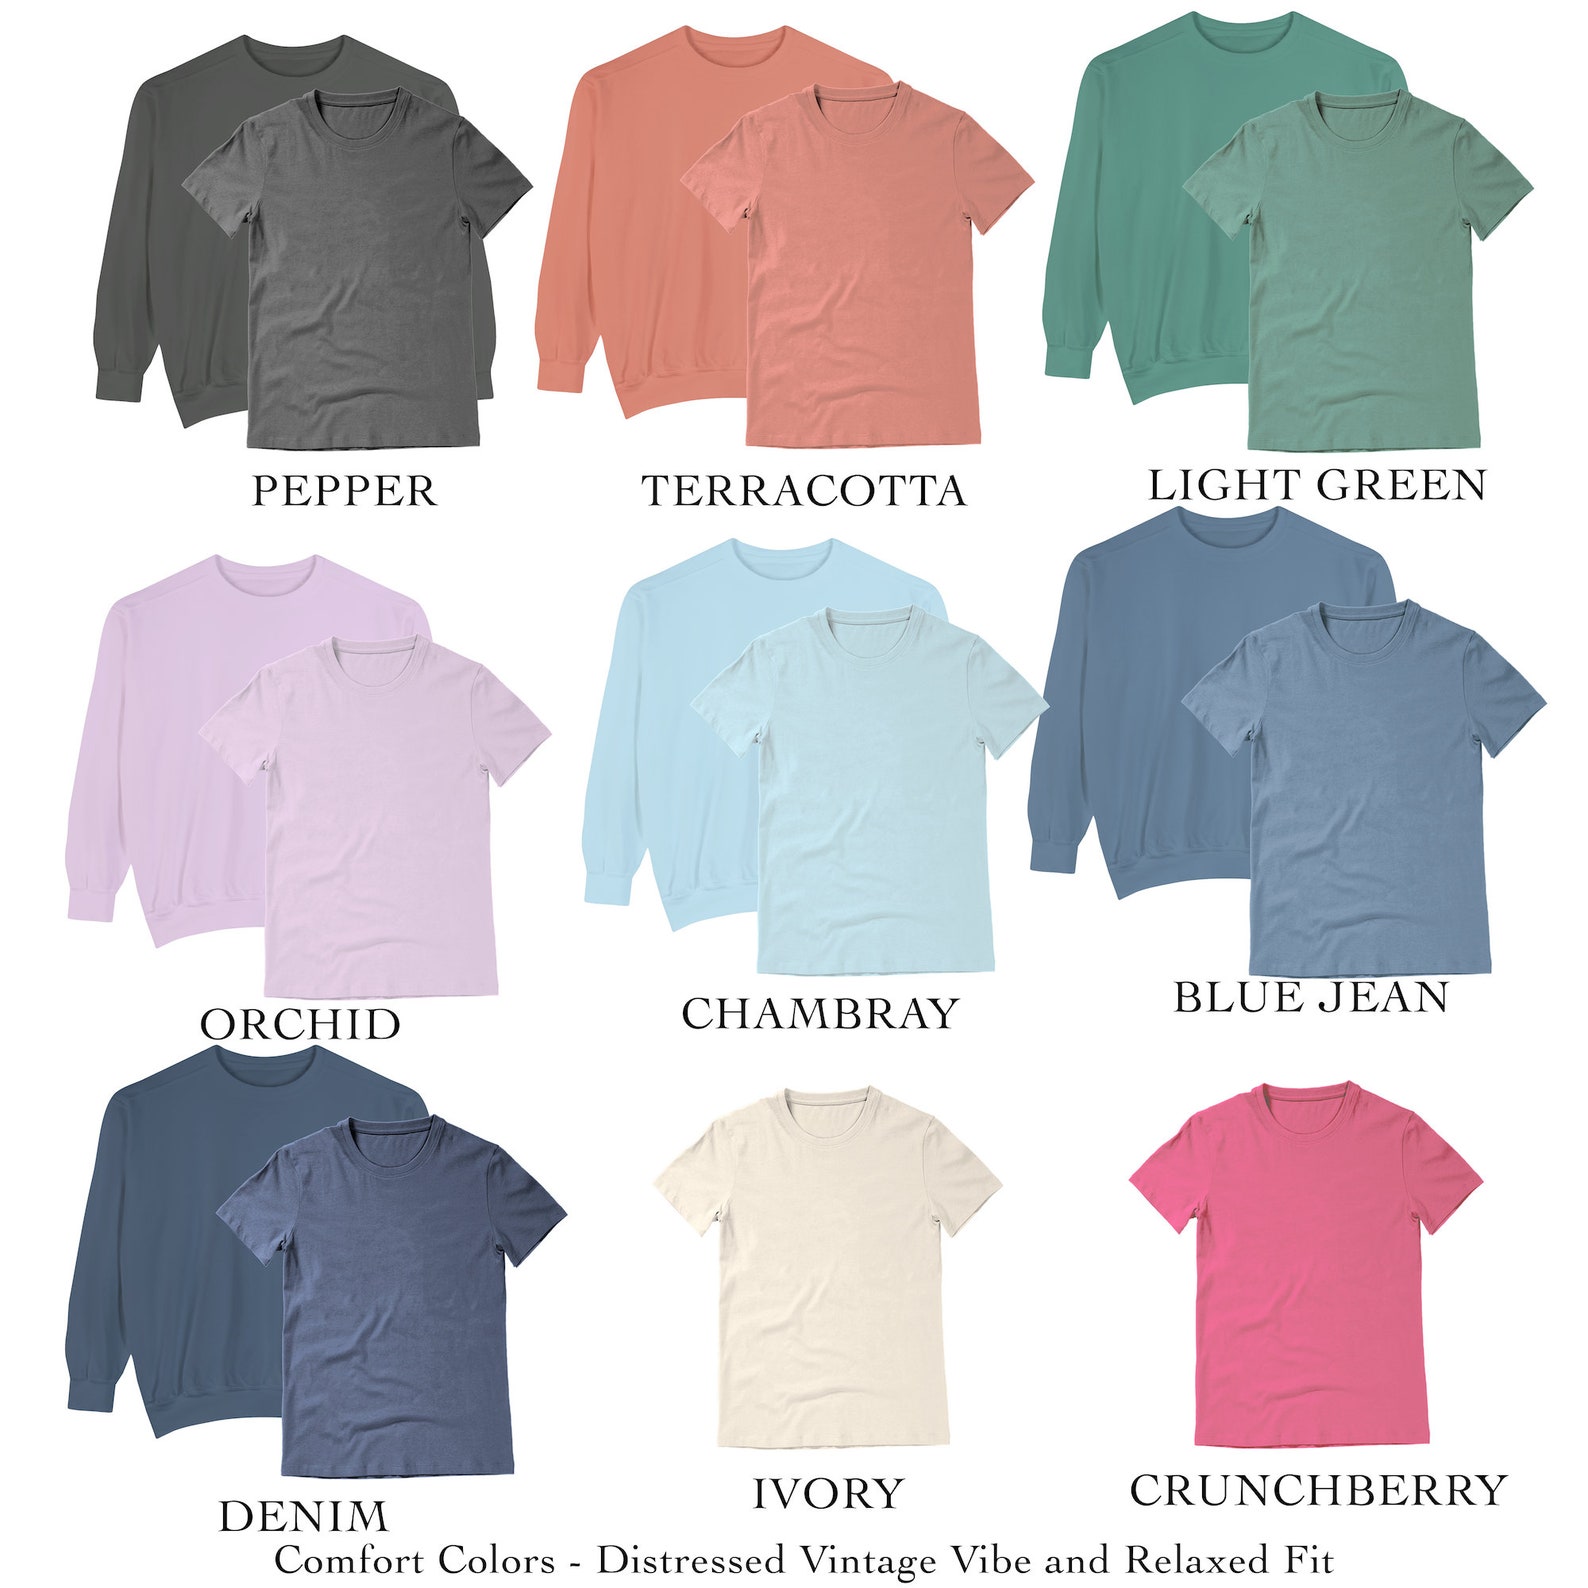 PEPPER
TERRACOTTA
LIGHT GREEN
ORCHID
CHAMBRAY
BLUE JEAN
DENIM
IVORY
CRUNCHBERRY
Comfort Colors - Distressed Vintage Vibe and Relaxed Fit